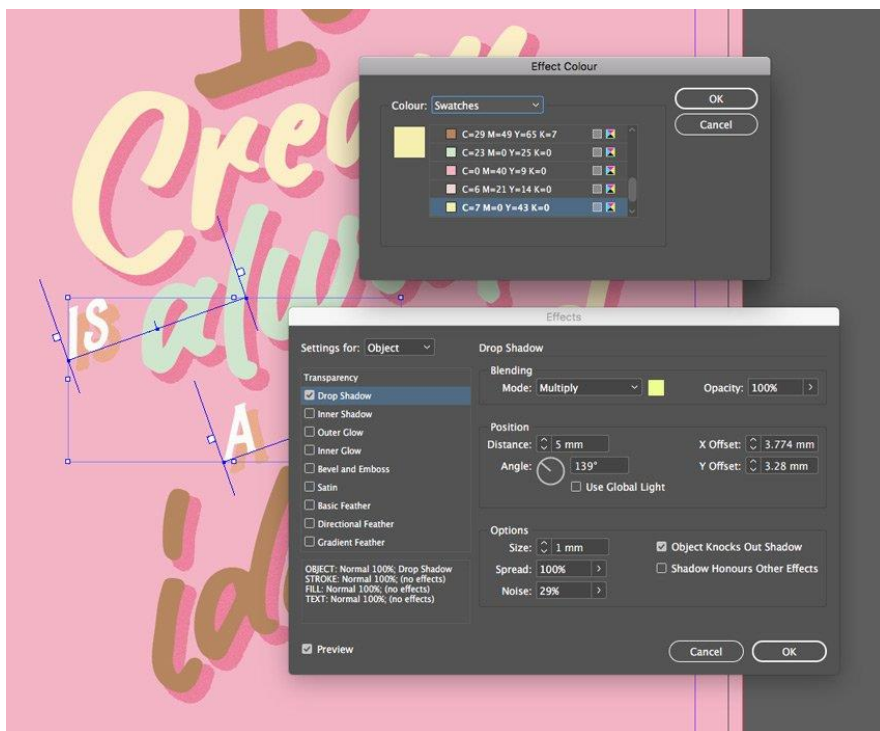 Creati
always
IS
A
id
Effect Colour
Colour: Swatches
C=29 M=49 Y=65 K=7
C=23 M=0 Y=25 K=0
C=0 M=40 Y=9 K=0
C=6 M=21 Y=14 K=0
C=7 M=0 Y=43 K=0
OK
Cancel
Effects
Settings for: Object
Transparency
Drop Shadow
Inner Shadow
Outer Glow
Inner Glow
Bevel and Emboss
Satin
Basic Feather
Directional Feather
Gradient Feather
OBJECT: Normal 100%; Drop Shadow
STROKE: Normal 100%; (no effects)
FILL: Normal 100%; (no effects)
TEXT: Normal 100%; (no effects)
Preview
Drop Shadow
Blending
Mode: Multiply Opacity: 100%
Position
Distance: 5 mm X Offset: 3.774 mm
Angle: 139° Y Offset: 3.28 mm
Use Global Light
Options
Size: 1 mm Object Knocks Out Shadow
Spread: 100% Shadow Honours Other Effects
Noise: 29%
Cancel OK